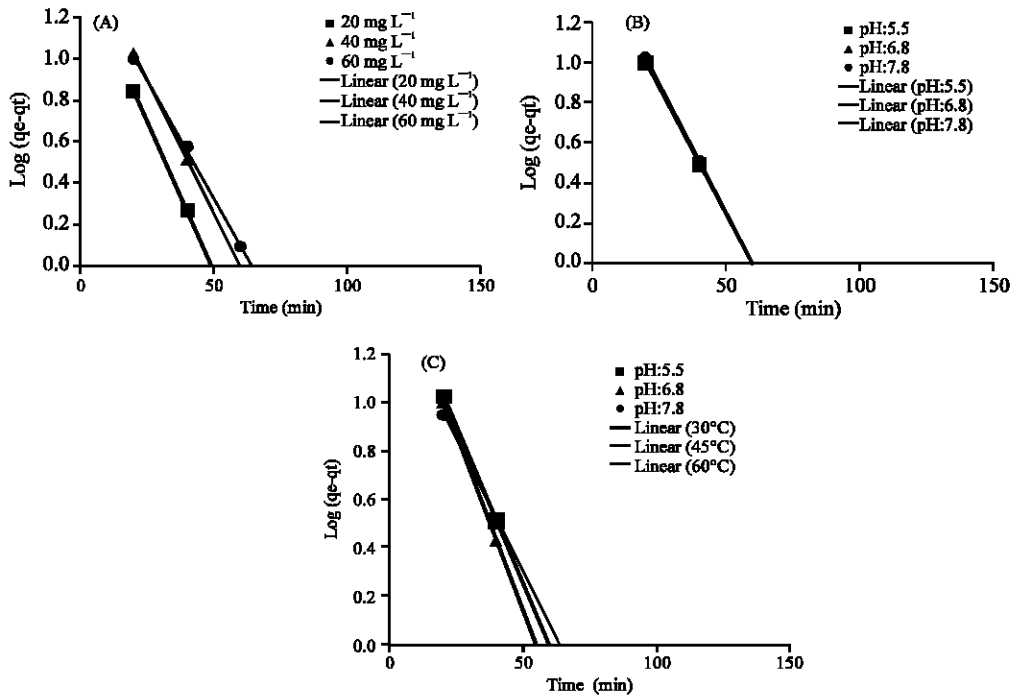 (A)
20 mg L⁻¹
40 mg L⁻¹
60 mg L⁻¹
Linear (20 mg L⁻¹)
Linear (40 mg L⁻¹)
Linear (60 mg L⁻¹)
Log (qe-qt)
1.2
1.0
0.8
0.6
0.4
0.2
0.0
0 50 100 150
Time (min)
(B)
pH:5.5
pH:6.8
pH:7.8
Linear (pH:5.5)
Linear (pH:6.8)
Linear (pH:7.8)
Log (qe-qt)
1.2
1.0
0.8
0.6
0.4
0.2
0.0
0 50 100 150
Time (min)
(C)
pH:5.5
pH:6.8
pH:7.8
Linear (30°C)
Linear (45°C)
Linear (60°C)
Log (qe-qt)
1.2
1.0
0.8
0.6
0.4
0.2
0.0
0 50 100 150
Time (min)